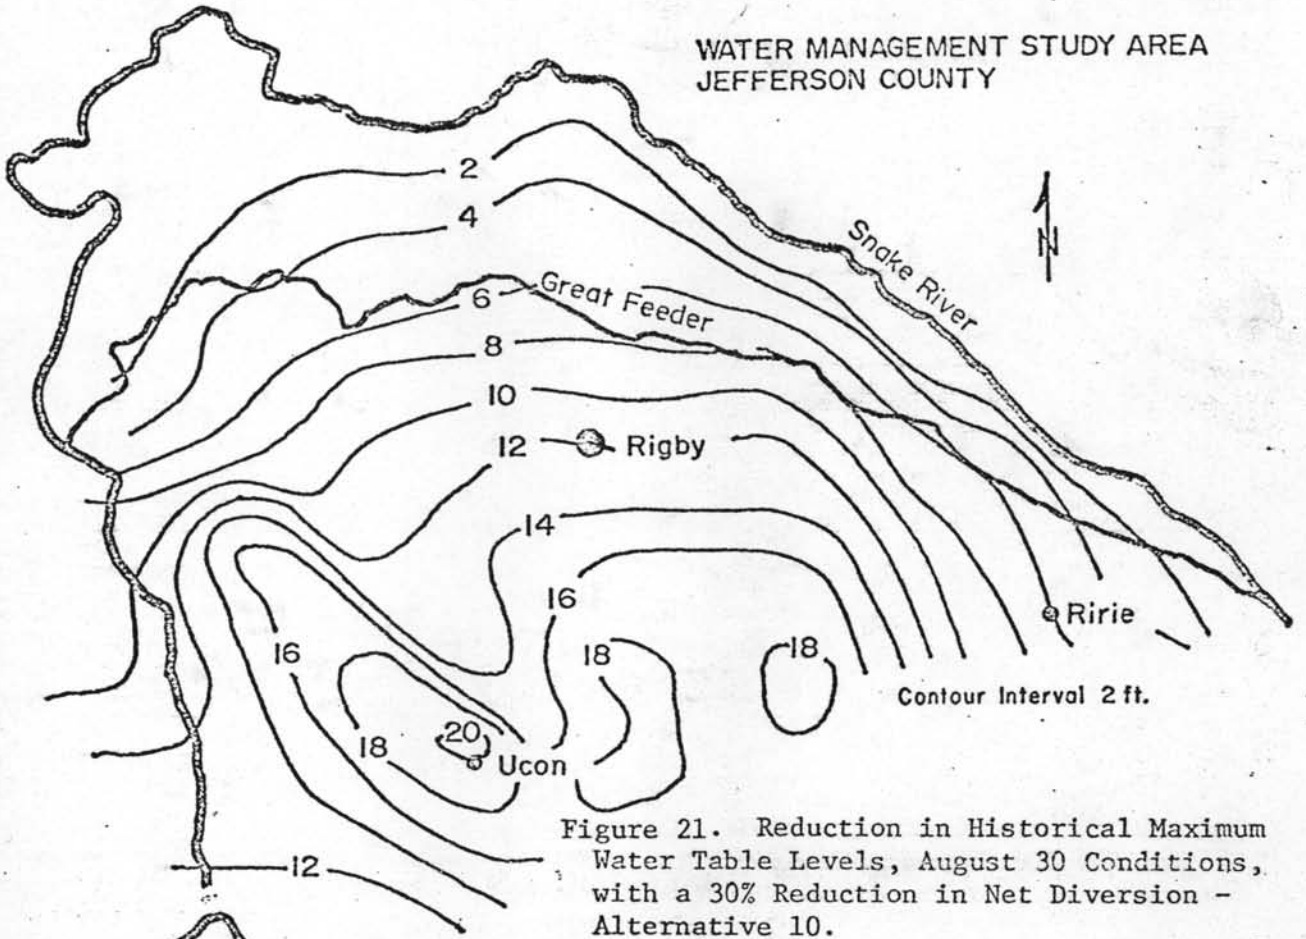 WATER MANAGEMENT STUDY AREA
JEFFERSON COUNTY
2
4
N
Snake River
6
Great Feeder
8
10
12
Rigby
14
16
Ririe
16
18
18
Contour Interval 2 ft.
18
20
Ucon
12
Figure 21. Reduction in Historical Maximum
Water Table Levels, August 30 Conditions,
with a 30% Reduction in Net Diversion -
Alternative 10.